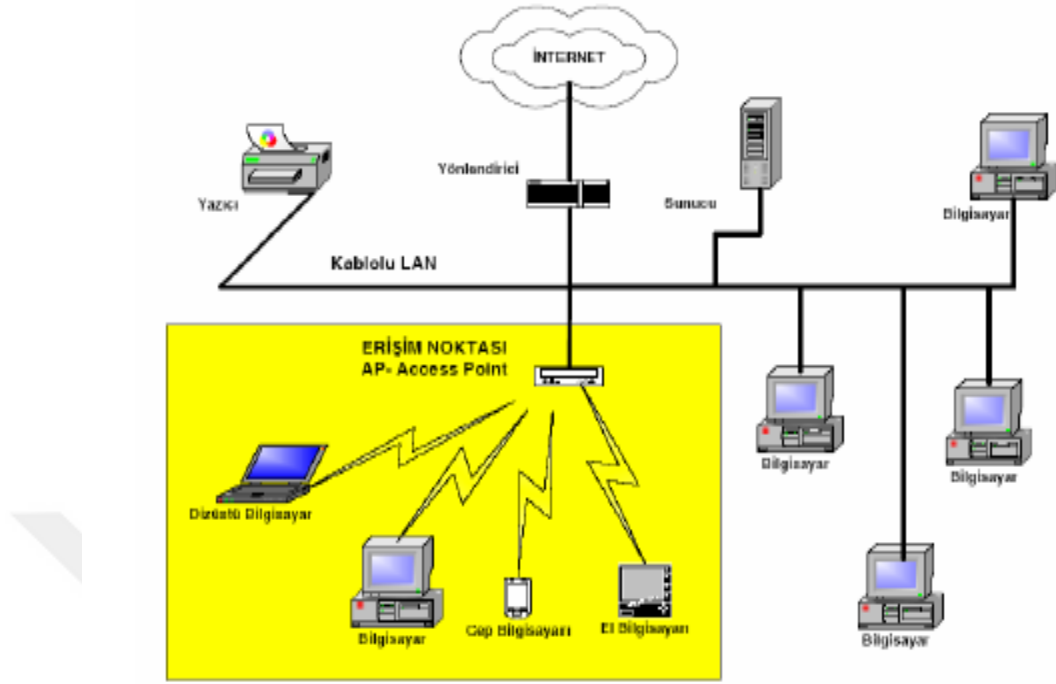 İNTERNET
Yönlendirici
Yazıcı
Sunucu
Bilgisayar
Kablolu LAN
ERİŞİM NOKTASI
AP- Access Point
Bilgisayar
Bilgisayar
Dizüstü Bilgisayar
Bilgisayar
Cep Bilgisayarı
El Bilgisayarı
Bilgisayar